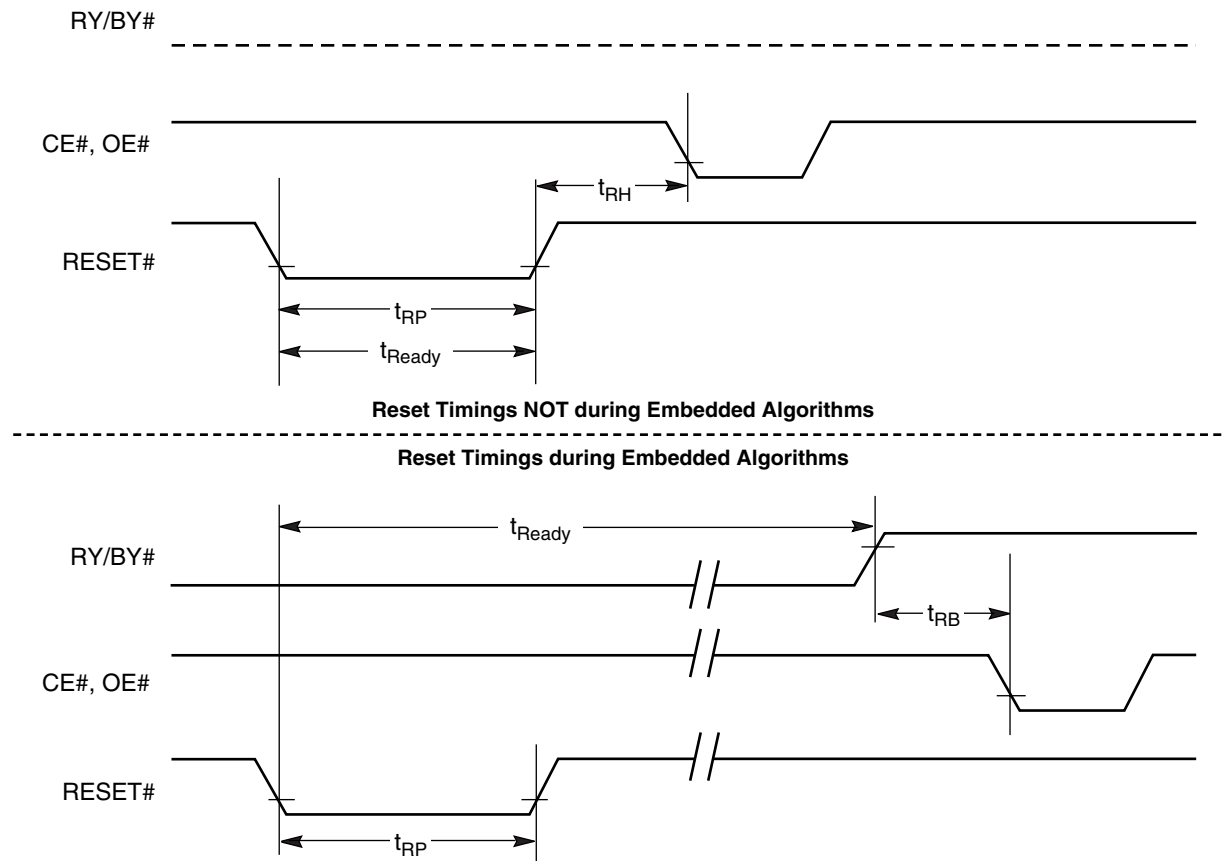 RY/BY#
CE#, OE#
tRH
RESET#
tRP
tReady
Reset Timings NOT during Embedded Algorithms
Reset Timings during Embedded Algorithms
tReady
RY/BY#
tRB
CE#, OE#
RESET#
tRP